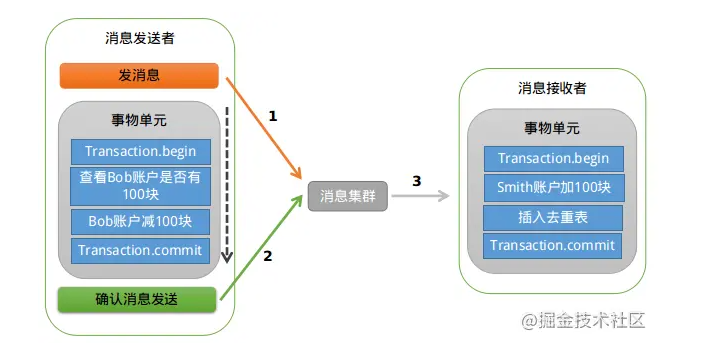 消息发送者
发消息
1
事物单元
Transaction.begin
查看Bob账户是否有
100块
Bob账户减100块
Transaction.commit
2
确认消息发送
消息集群
3
消息接收者
事物单元
Transaction.begin
Smith账户加100块
插入去重表
Transaction.commit
@掘金技术社区